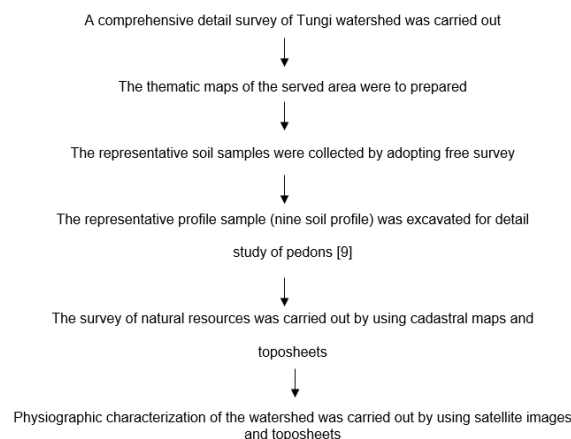 A comprehensive detail survey of Tungi watershed was carried out
The thematic maps of the served area were to prepared
The representative soil samples were collected by adopting free survey
The representative profile sample (nine soil profile) was excavated for detail
study of pedons [9]
The survey of natural resources was carried out by using cadastral maps and
toposheets
Physiographic characterization of the watershed was carried out by using satellite images
and toposheets